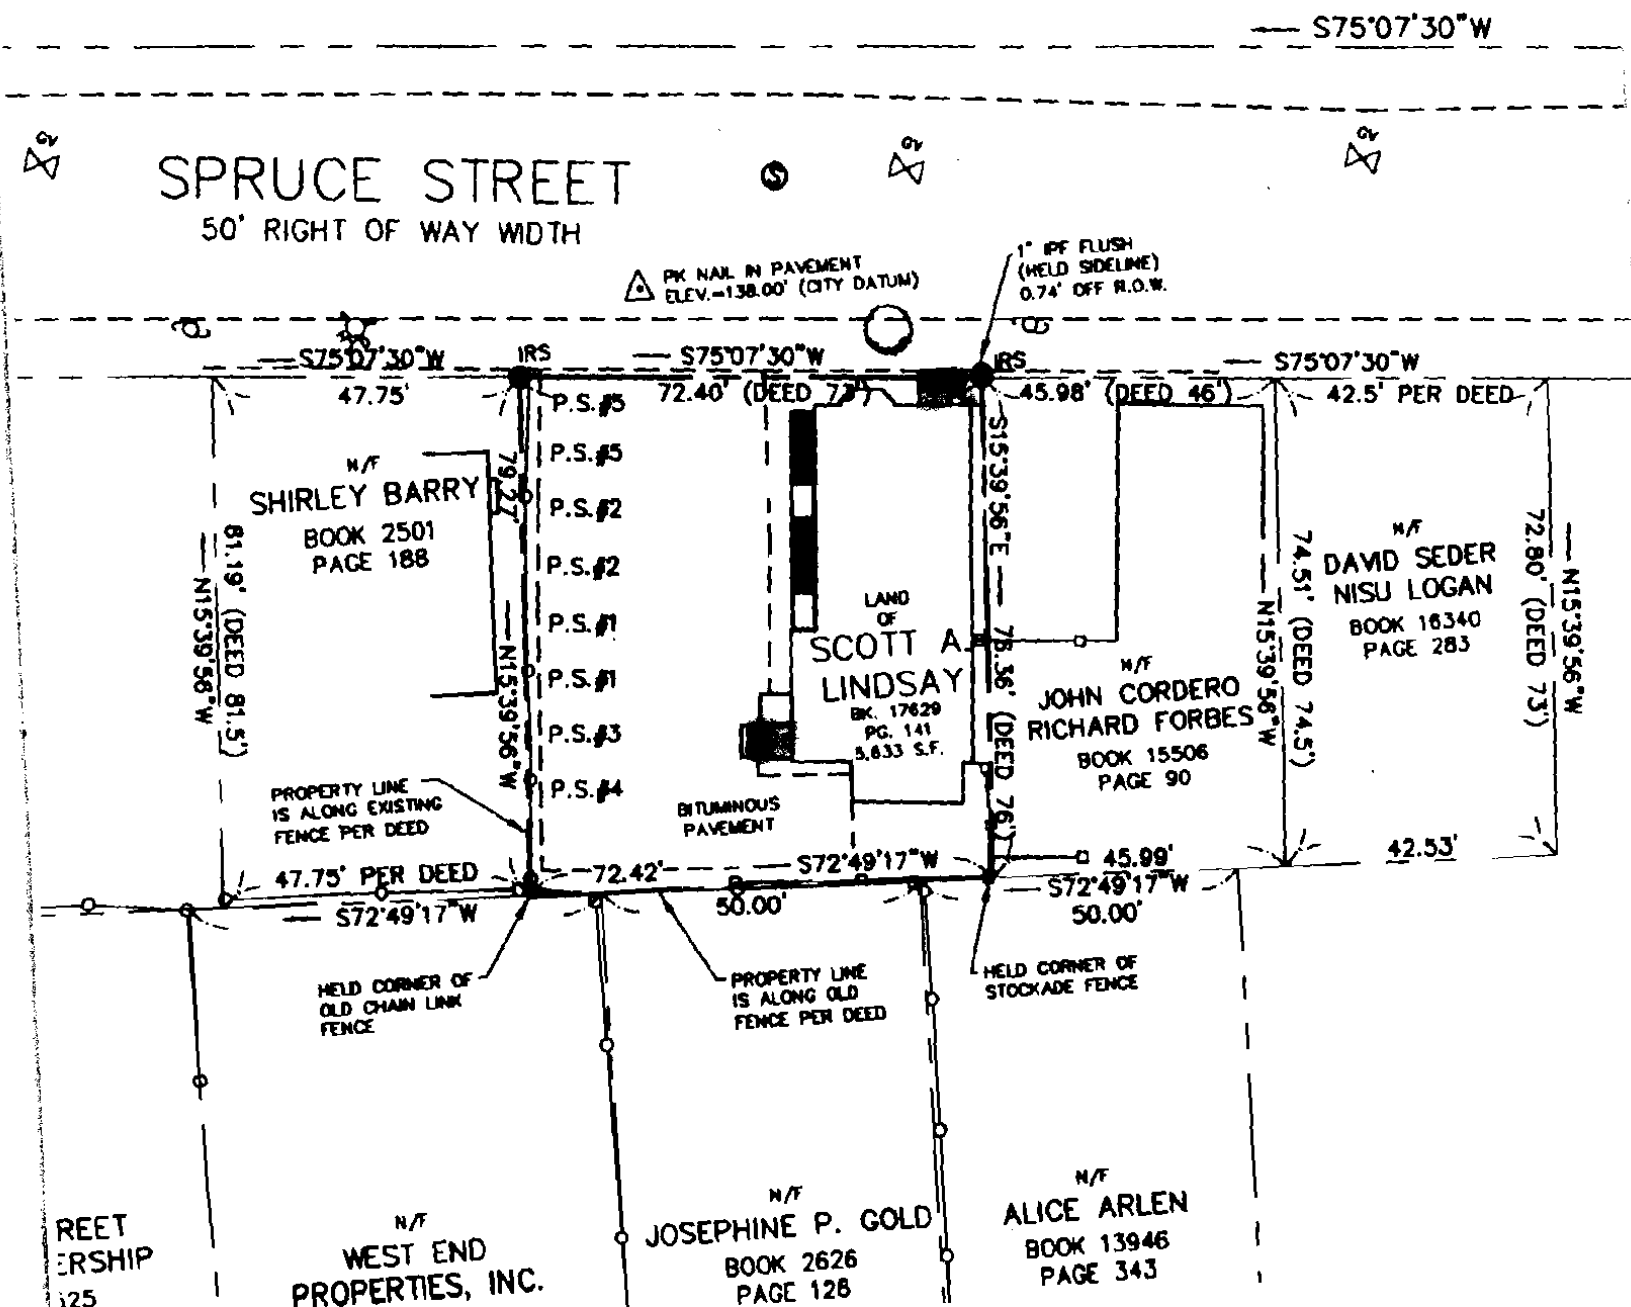 S75°07'30"W
GV
GV
GV
SPRUCE STREET
50' RIGHT OF WAY WIDTH
S
PK NAIL IN PAVEMENT
ELEV.=138.00' (CITY DATUM)
1" IPF FLUSH
(HELD SIDELINE)
0.74' OFF R.O.W.
S75°07'30"W
IRS
S75°07'30"W
IRS
S75°07'30"W
47.75'
72.40' (DEED 73')
45.98' (DEED 46')
42.5' PER DEED
P.S.#5
P.S.#5
P.S.#2
P.S.#2
P.S.#1
P.S.#1
P.S.#3
P.S.#4
N/F
SHIRLEY BARRY
BOOK 2501
PAGE 188
81.19' (DEED 81.5')
N15°39'56"W
79.27'
N15°39'56"W
LAND
OF
SCOTT A.
LINDSAY
BK. 17629
PG. 141
5,633 S.F.
S15°39'56"E
(DEED 76')
N/F
JOHN CORDERO
RICHARD FORBES
BOOK 15506
PAGE 90
N15°39'56"W
74.51' (DEED 74.5')
N/F
DAVID SEDER
NISU LOGAN
BOOK 16340
PAGE 283
72.80' (DEED 73')
N15°39'56"W
PROPERTY LINE
IS ALONG EXISTING
FENCE PER DEED
BITUMINOUS
PAVEMENT
47.75' PER DEED
S72°49'17"W
72.42'
S72°49'17"W
50.00'
45.99'
S72°49'17"W
50.00'
42.53'
HELD CORNER OF
OLD CHAIN LINK
FENCE
PROPERTY LINE
IS ALONG OLD
FENCE PER DEED
HELD CORNER OF
STOCKADE FENCE
REET
ERSHIP
525
N/F
WEST END
PROPERTIES, INC.
N/F
JOSEPHINE P. GOLD
BOOK 2626
PAGE 128
N/F
ALICE ARLEN
BOOK 13946
PAGE 343